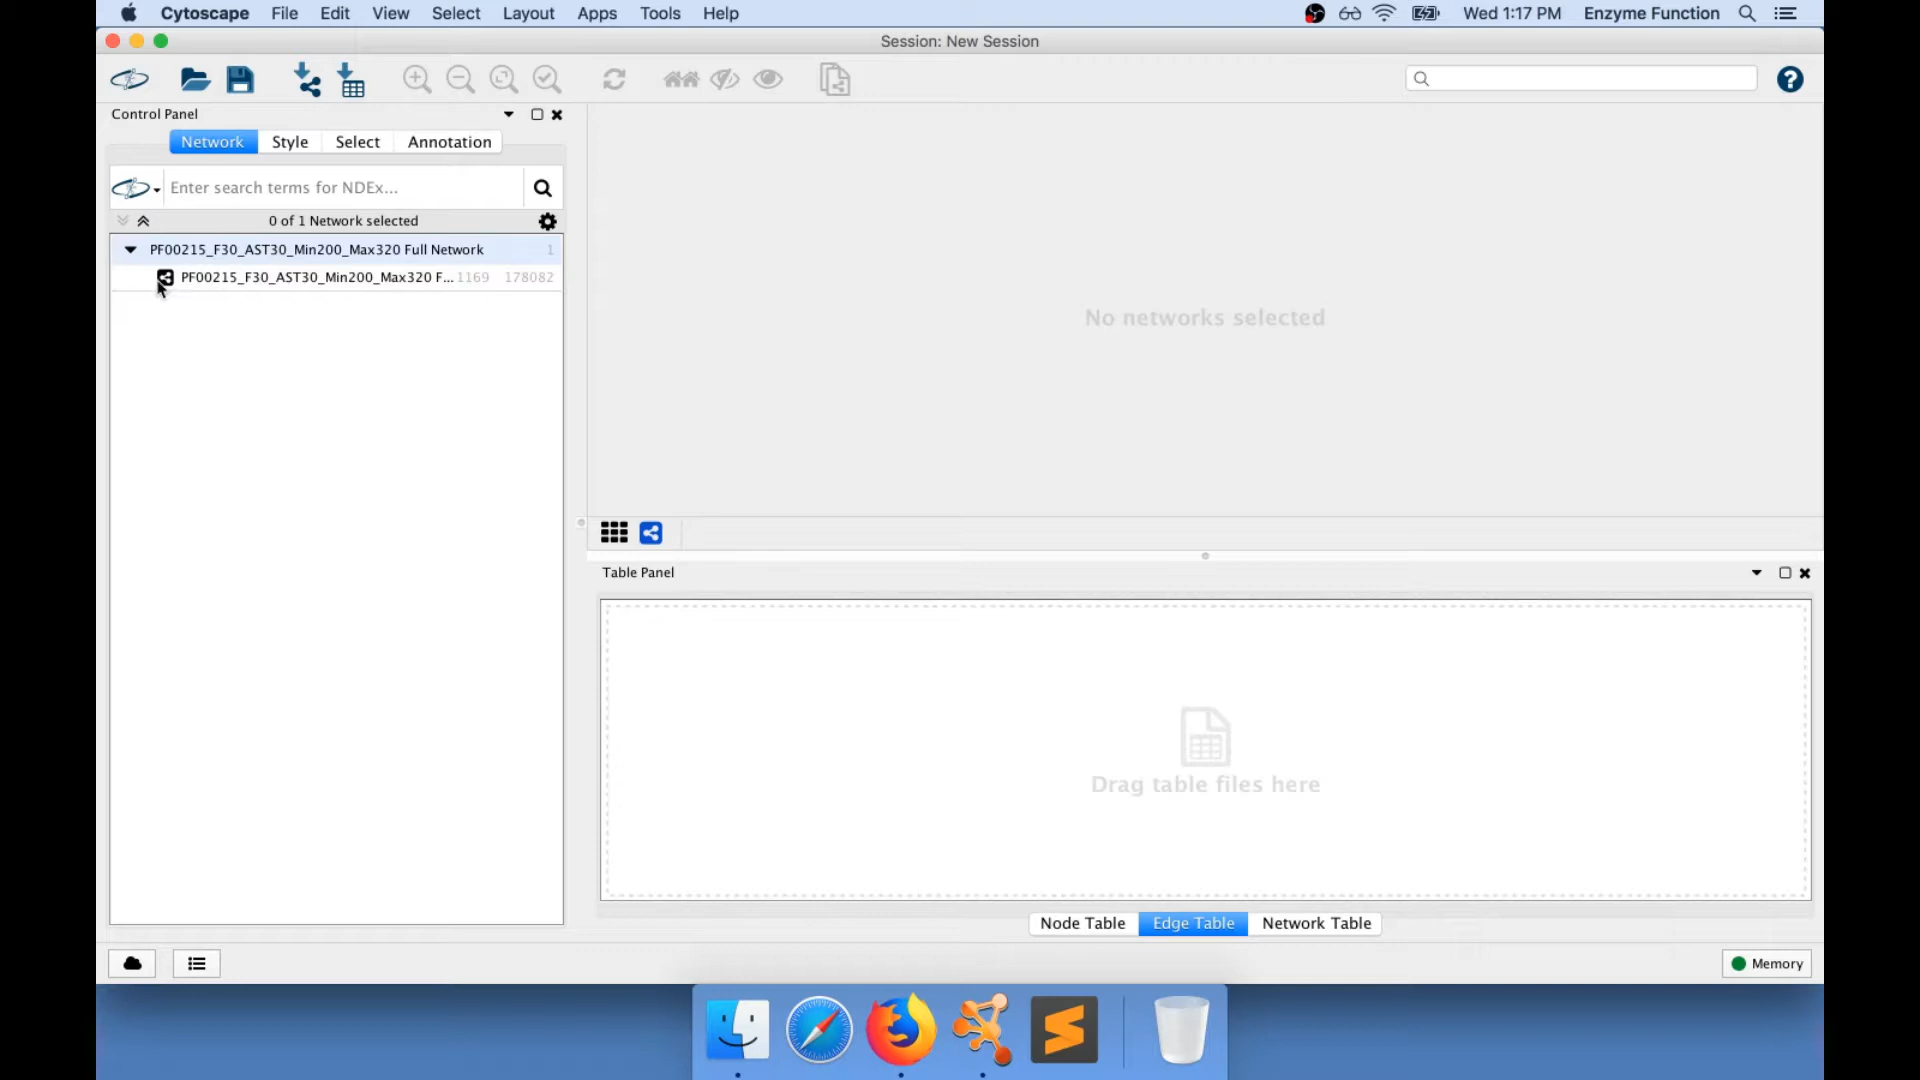 Cytoscape File Edit View Select Layout Apps Tools Help Wed 1:17 PM Enzyme Function
Session: New Session
Control Panel
Network Style Select Annotation
Enter search terms for NDEx...
0 of 1 Network selected
PF00215_F30_AST30_Min200_Max320 Full Network 1
PF00215_F30_AST30_Min200_Max320 F... 1169 178082
No networks selected
Table Panel
Drag table files here
Node Table Edge Table Network Table
Memory